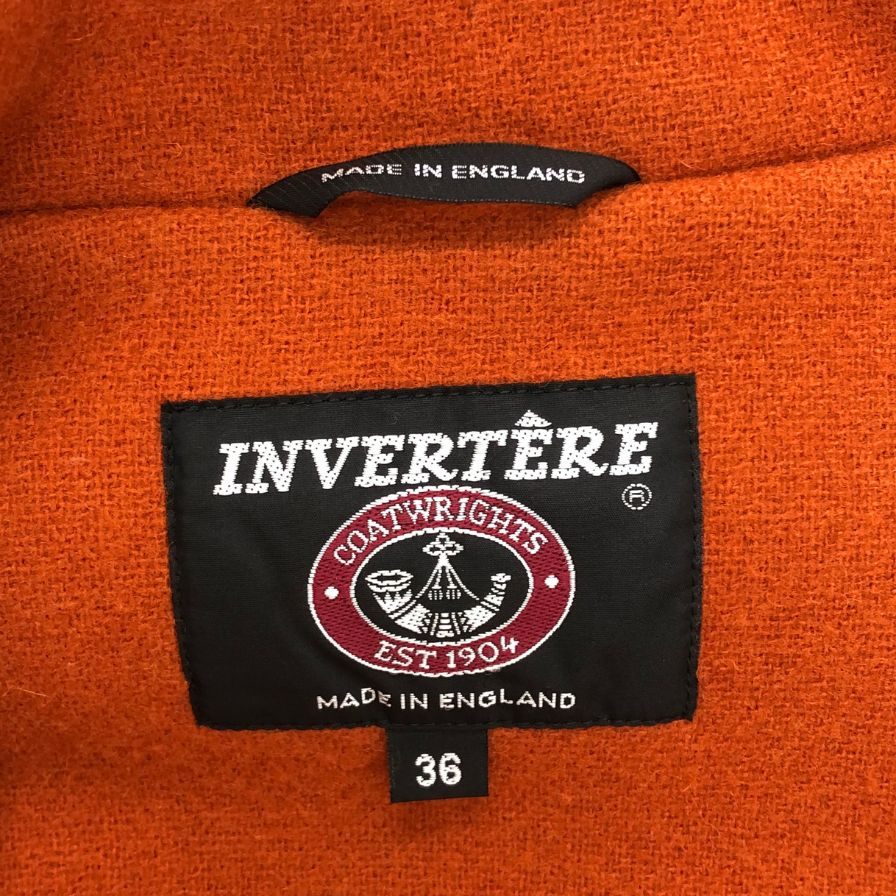 MADE IN ENGLAND
INVERTÊRE
®
COATWRIGHTS
EST 1904
MADE IN ENGLAND
36